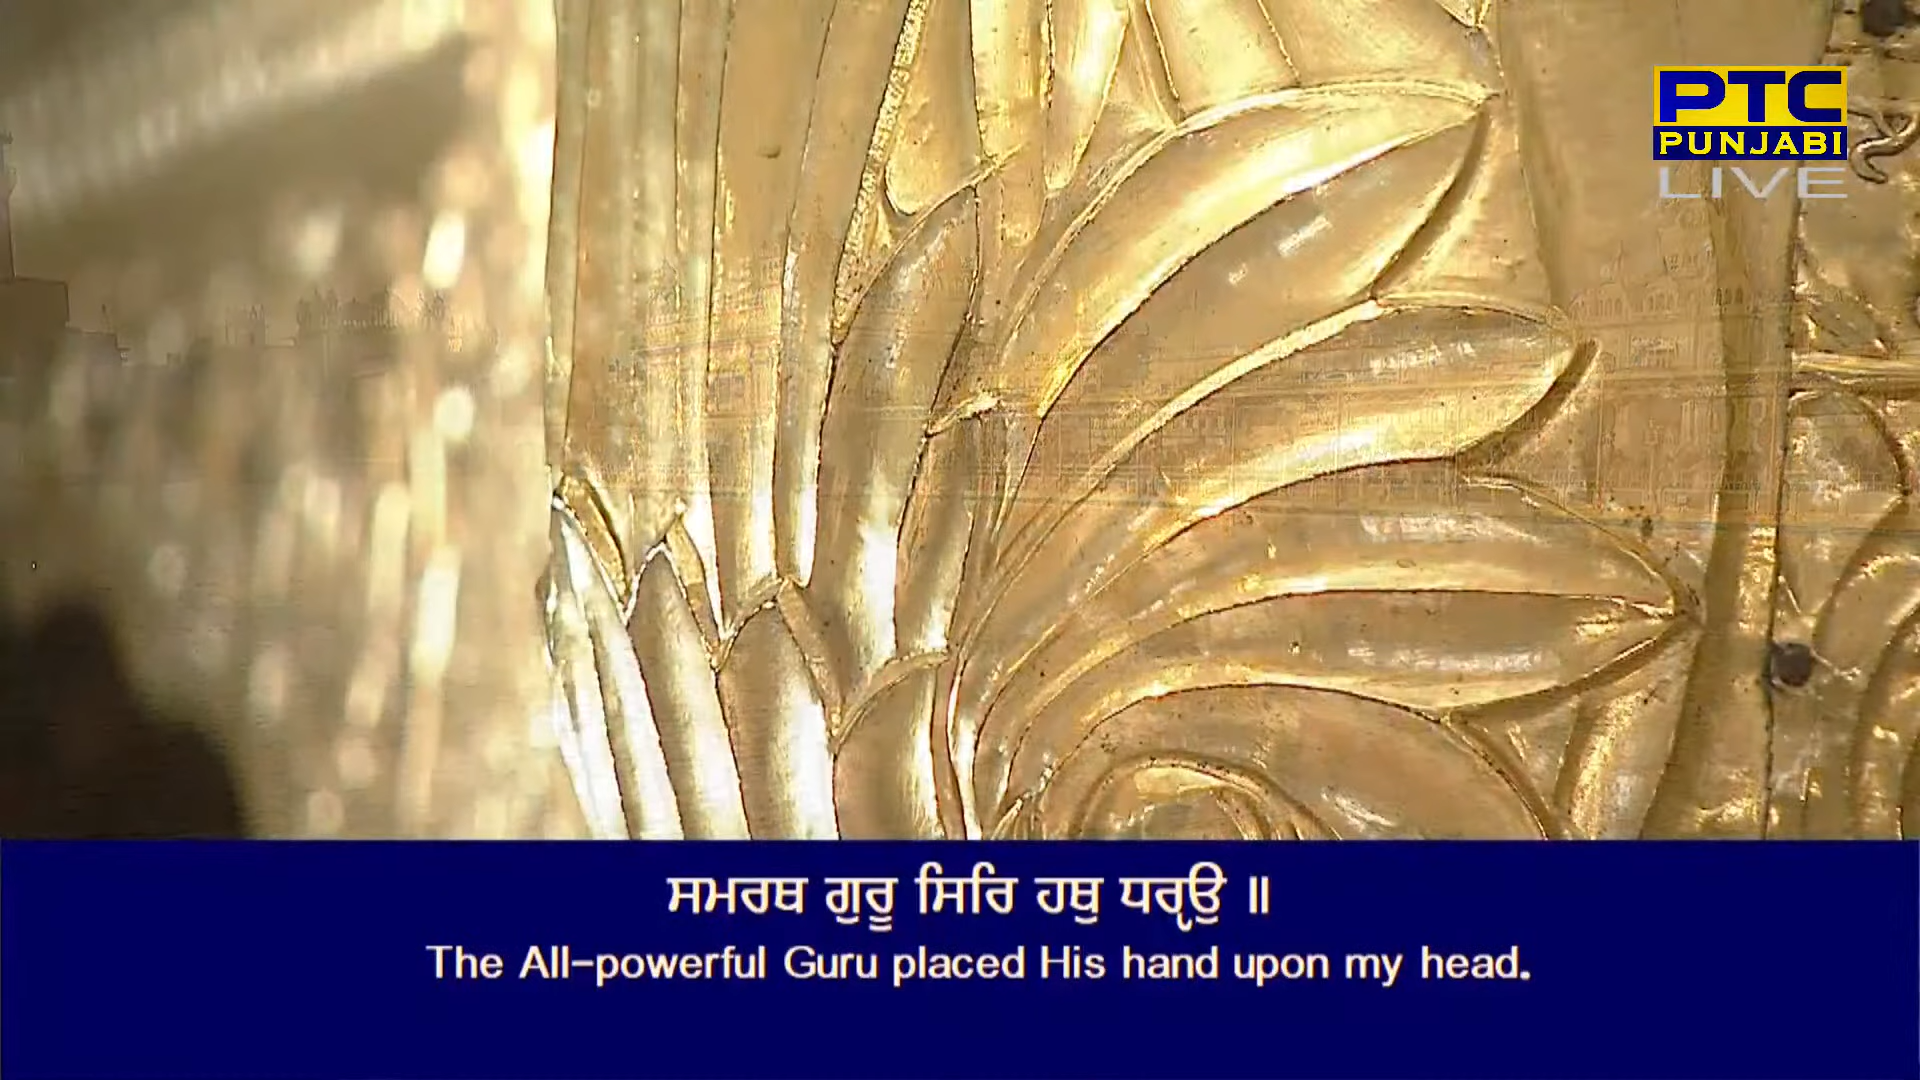 PTC
PUNJABI
LIVE
ਸਮਰਥ ਗੁਰੂ ਸਿਰਿ ਹਥੁ ਧਰੵਉ ॥
The All-powerful Guru placed His hand upon my head.